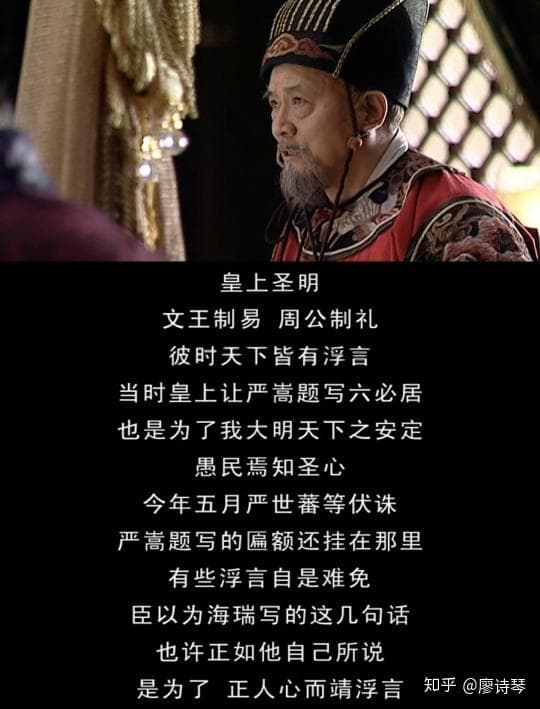 皇上圣明
文王制易 周公制礼
彼时天下皆有浮言
当时皇上让严嵩题写六必居
也是为了我大明天下之安定
愚民焉知圣心
今年五月严世蕃等伏诛
严嵩题写的匾额还挂在那里
有些浮言自是难免
臣以为海瑞写的这几句话
也许正如他自己所说
是为了 正人心而靖浮言
知乎 @廖诗琴